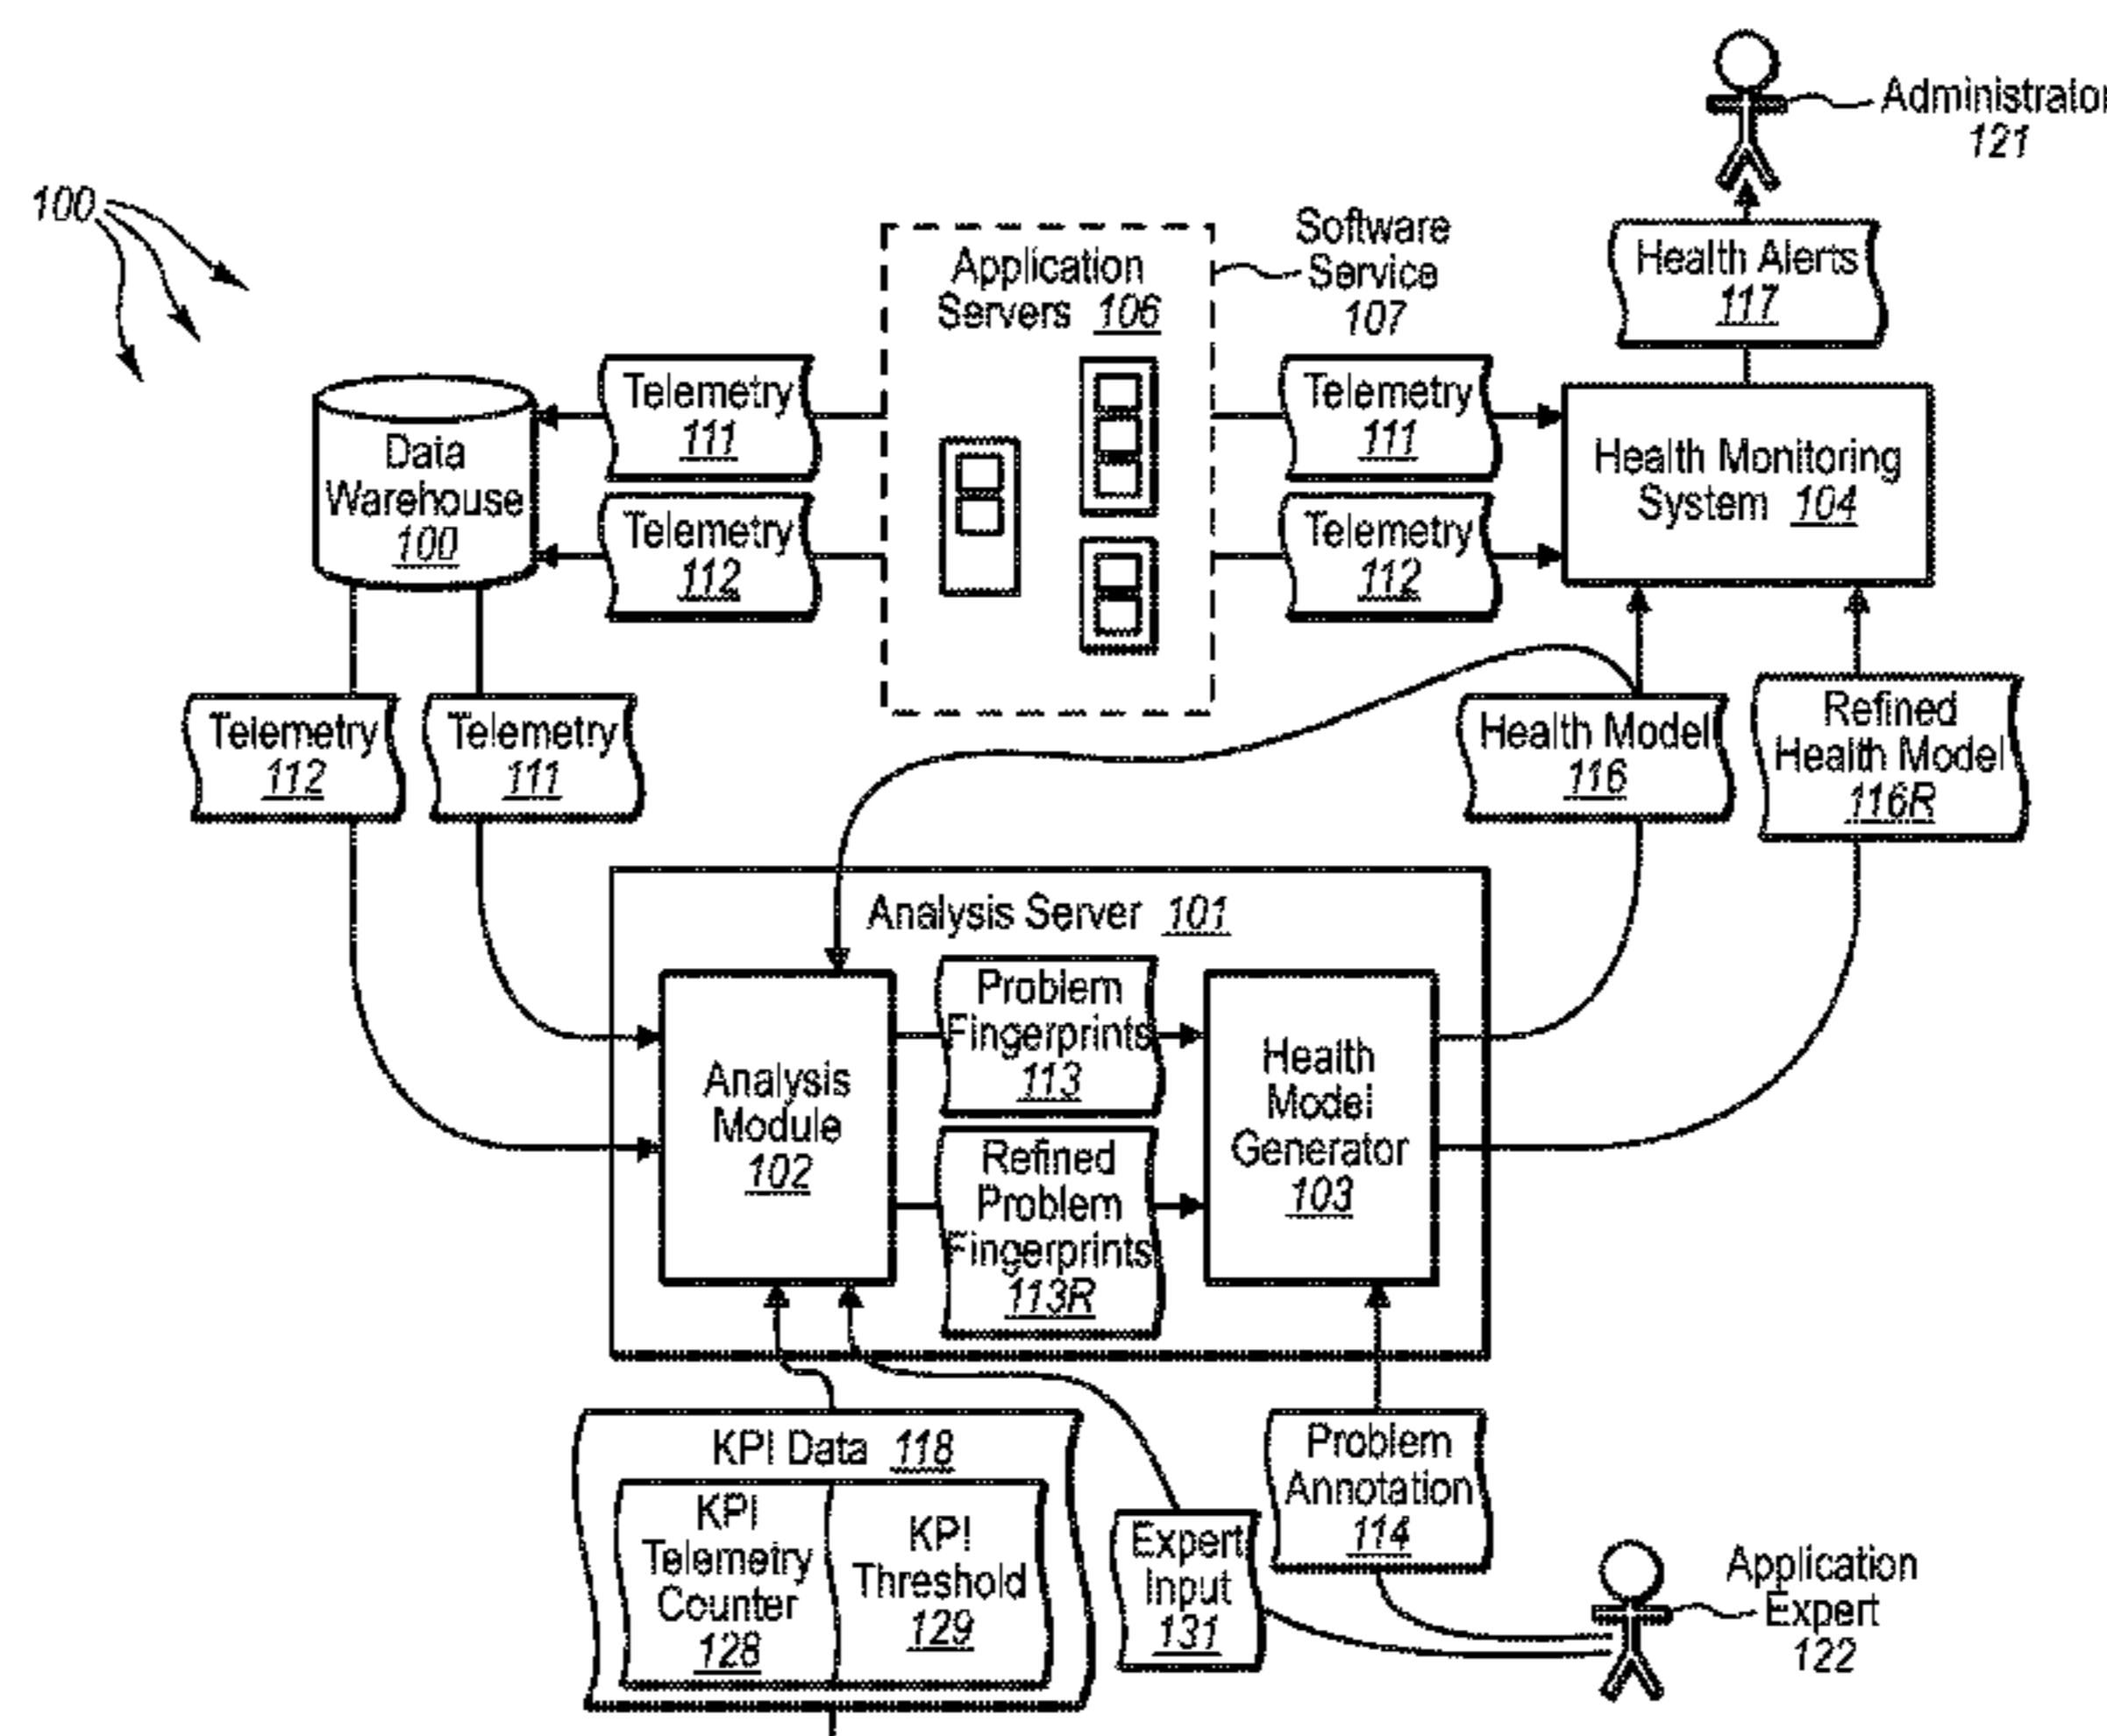 Administrator
121
100
Software
Service
107
Application
Servers 106
Health Alerts
117
Telemetry
111
Telemetry
111
Data
Warehouse
100
Health Monitoring
System 104
Telemetry
112
Telemetry
112
Telemetry
112
Telemetry
111
Health Model
116
Refined
Health Model
116R
Analysis Server 101
Problem
Fingerprints
113
Analysis
Module
102
Health
Model
Generator
103
Refined
Problem
Fingerprints
113R
KPI Data 118
KPI
Telemetry
Counter
128
KPI
Threshold
129
Expert
Input
131
Problem
Annotation
114
Application
Expert
122